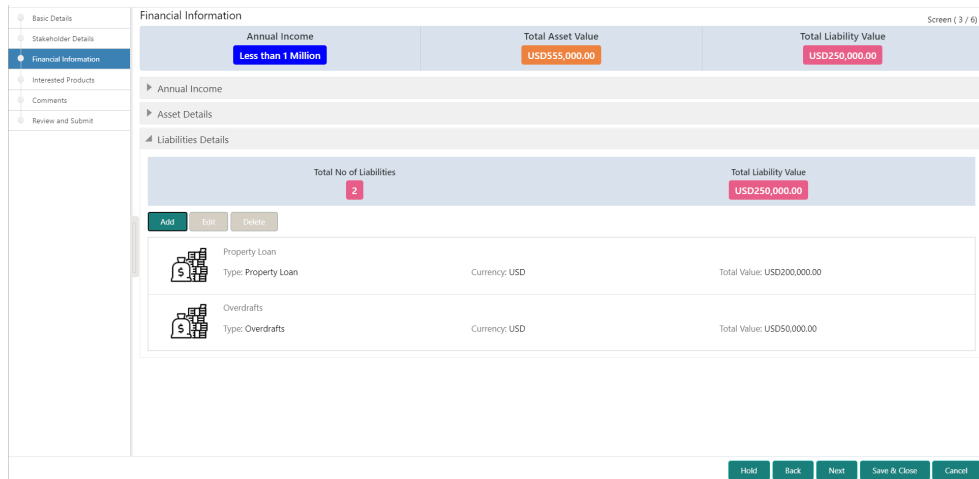 Basic Details
Stakeholder Details
Financial Information
Interested Products
Comments
Review and Submit
Financial Information
Screen ( 3 / 6)
Annual Income
Less than 1 Million
Total Asset Value
USD555,000.00
Total Liability Value
USD250,000.00
Annual Income
Asset Details
Liabilities Details
Total No of Liabilities
2
Total Liability Value
USD250,000.00
Add Edit Delete
Property Loan
Type: Property Loan Currency: USD Total Value: USD200,000.00
Overdrafts
Type: Overdrafts Currency: USD Total Value: USD50,000.00
Hold Back Next Save & Close Cancel